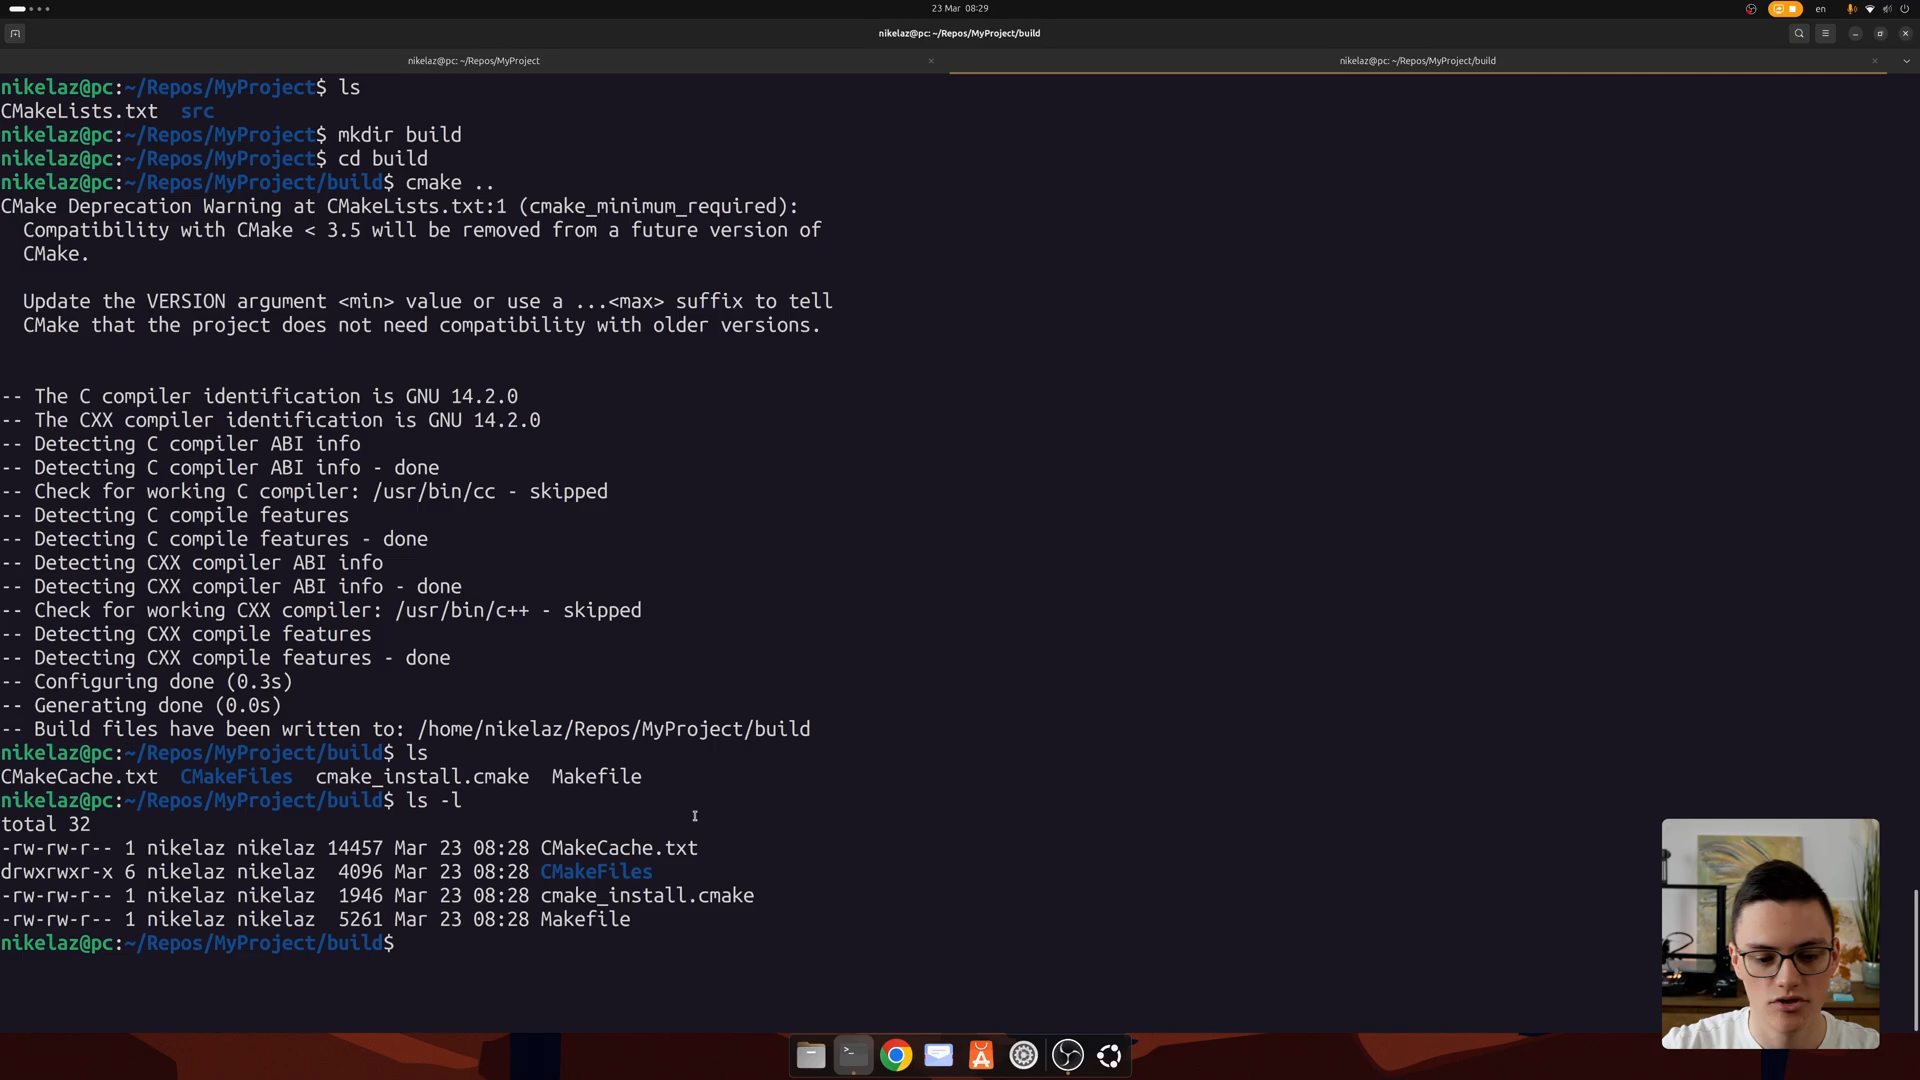 23 Mar 08:29
en
nikelaz@pc: ~/Repos/MyProject/build
nikelaz@pc: ~/Repos/MyProject
nikelaz@pc: ~/Repos/MyProject/build
nikelaz@pc:~/Repos/MyProject$ ls
CMakeLists.txt  src
nikelaz@pc:~/Repos/MyProject$ mkdir build
nikelaz@pc:~/Repos/MyProject$ cd build
nikelaz@pc:~/Repos/MyProject/build$ cmake ..
CMake Deprecation Warning at CMakeLists.txt:1 (cmake_minimum_required):
  Compatibility with CMake < 3.5 will be removed from a future version of
  CMake.
  Update the VERSION argument <min> value or use a ...<max> suffix to tell
  CMake that the project does not need compatibility with older versions.
-- The C compiler identification is GNU 14.2.0
-- The CXX compiler identification is GNU 14.2.0
-- Detecting C compiler ABI info
-- Detecting C compiler ABI info - done
-- Check for working C compiler: /usr/bin/cc - skipped
-- Detecting C compile features
-- Detecting C compile features - done
-- Detecting CXX compiler ABI info
-- Detecting CXX compiler ABI info - done
-- Check for working CXX compiler: /usr/bin/c++ - skipped
-- Detecting CXX compile features
-- Detecting CXX compile features - done
-- Configuring done (0.3s)
-- Generating done (0.0s)
-- Build files have been written to: /home/nikelaz/Repos/MyProject/build
nikelaz@pc:~/Repos/MyProject/build$ ls
CMakeCache.txt  CMakeFiles  cmake_install.cmake  Makefile
nikelaz@pc:~/Repos/MyProject/build$ ls -l
total 32
-rw-rw-r-- 1 nikelaz nikelaz 14457 Mar 23 08:28 CMakeCache.txt
drwxrwxr-x 6 nikelaz nikelaz  4096 Mar 23 08:28 CMakeFiles
-rw-rw-r-- 1 nikelaz nikelaz  1946 Mar 23 08:28 cmake_install.cmake
-rw-rw-r-- 1 nikelaz nikelaz  5261 Mar 23 08:28 Makefile
nikelaz@pc:~/Repos/MyProject/build$